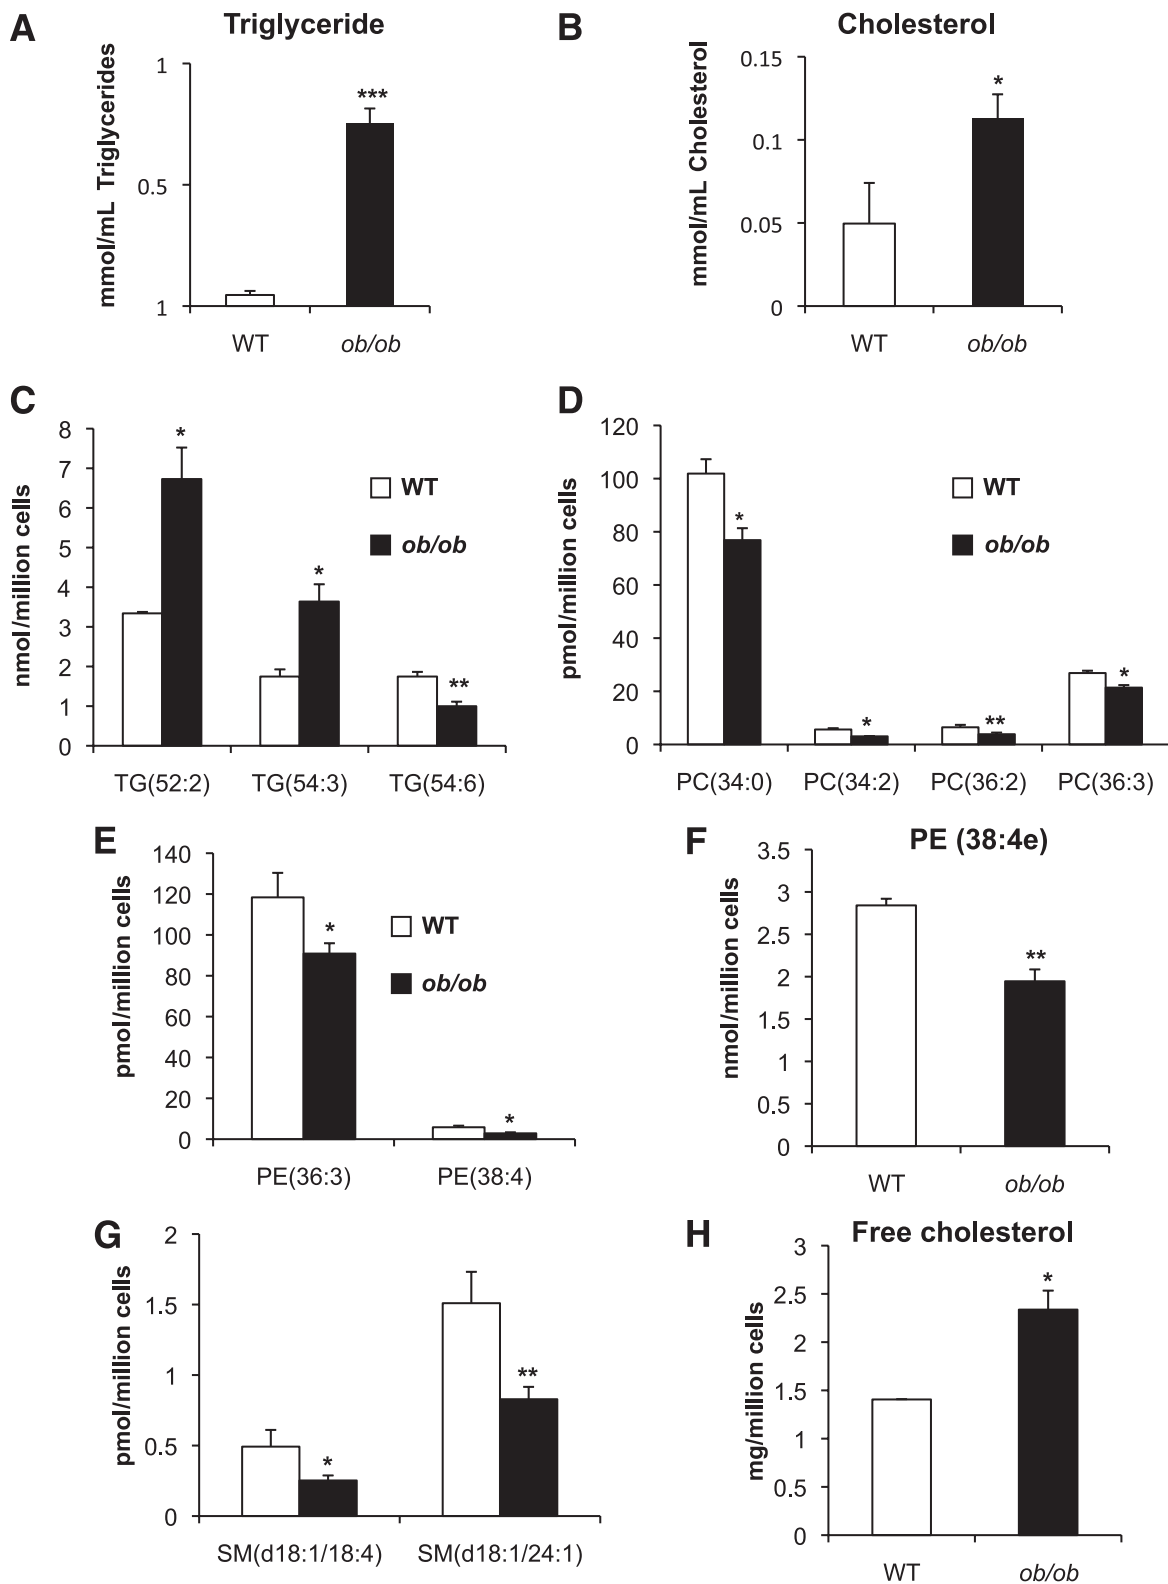 A
Triglyceride
mmol/mL Triglycerides
1
0.5
1
***
WT
ob/ob
B
Cholesterol
mmol/mL Cholesterol
0.15
0.1
0.05
0
*
WT
ob/ob
C
nmol/million cells
8
7
6
5
4
3
2
1
0
*
*
**
WT
ob/ob
TG(52:2)
TG(54:3)
TG(54:6)
D
pmol/million cells
120
100
80
60
40
20
0
*
*
**
*
WT
ob/ob
PC(34:0)
PC(34:2)
PC(36:2)
PC(36:3)
E
pmol/million cells
140
120
100
80
60
40
20
0
*
*
WT
ob/ob
PE(36:3)
PE(38:4)
F
PE (38:4e)
nmol/million cells
3.5
3
2.5
2
1.5
1
0.5
0
**
WT
ob/ob
G
pmol/million cells
2
1.5
1
0.5
0
*
**
SM(d18:1/18:4)
SM(d18:1/24:1)
H
Free cholesterol
mg/million cells
3
2.5
2
1.5
1
0.5
0
*
WT
ob/ob